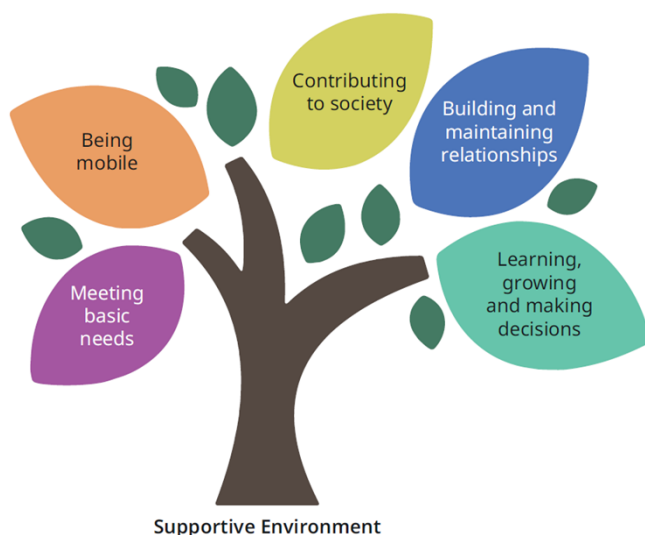 Contributing
to society
Building and
maintaining
relationships
Being
mobile
Learning,
growing
and making
decisions
Meeting
basic
needs
Supportive Environment